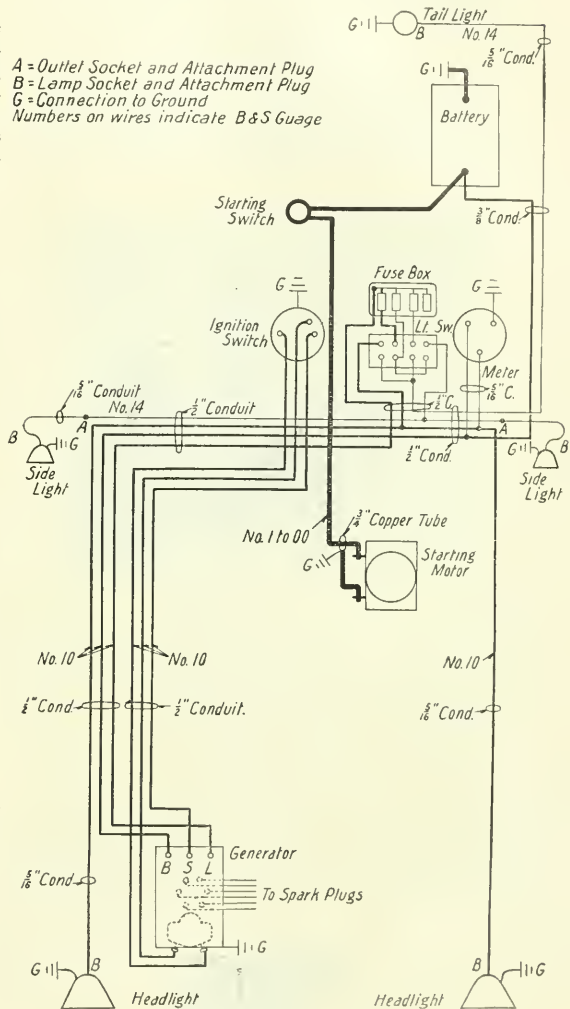 Tail Light
G
B
No. 14
5/16" Cond.
A = Outlet Socket and Attachment Plug
B = Lamp Socket and Attachment Plug
G = Connection to Ground
Numbers on wires indicate B & S Guage
G
Battery
Starting
Switch
3/8 Cond.
G
Fuse Box
G
Ignition
Switch
Lt. Sw.
Meter
5/16" C.
5/16" Conduit
No. 14
1/2" Conduit
1/2" C.
B
A
G
Side
Light
1/2" Cond.
A
G
B
Side
Light
No. 1 to 00
3/4" Copper Tube
G
Starting
Motor
No. 10
No. 10
No. 10
1/2" Cond.
1/2" Conduit.
5/16" Cond.
Generator
B S L
To Spark Plugs
5/16" Cond
G
G
B
Headlight
B
G
Headlight